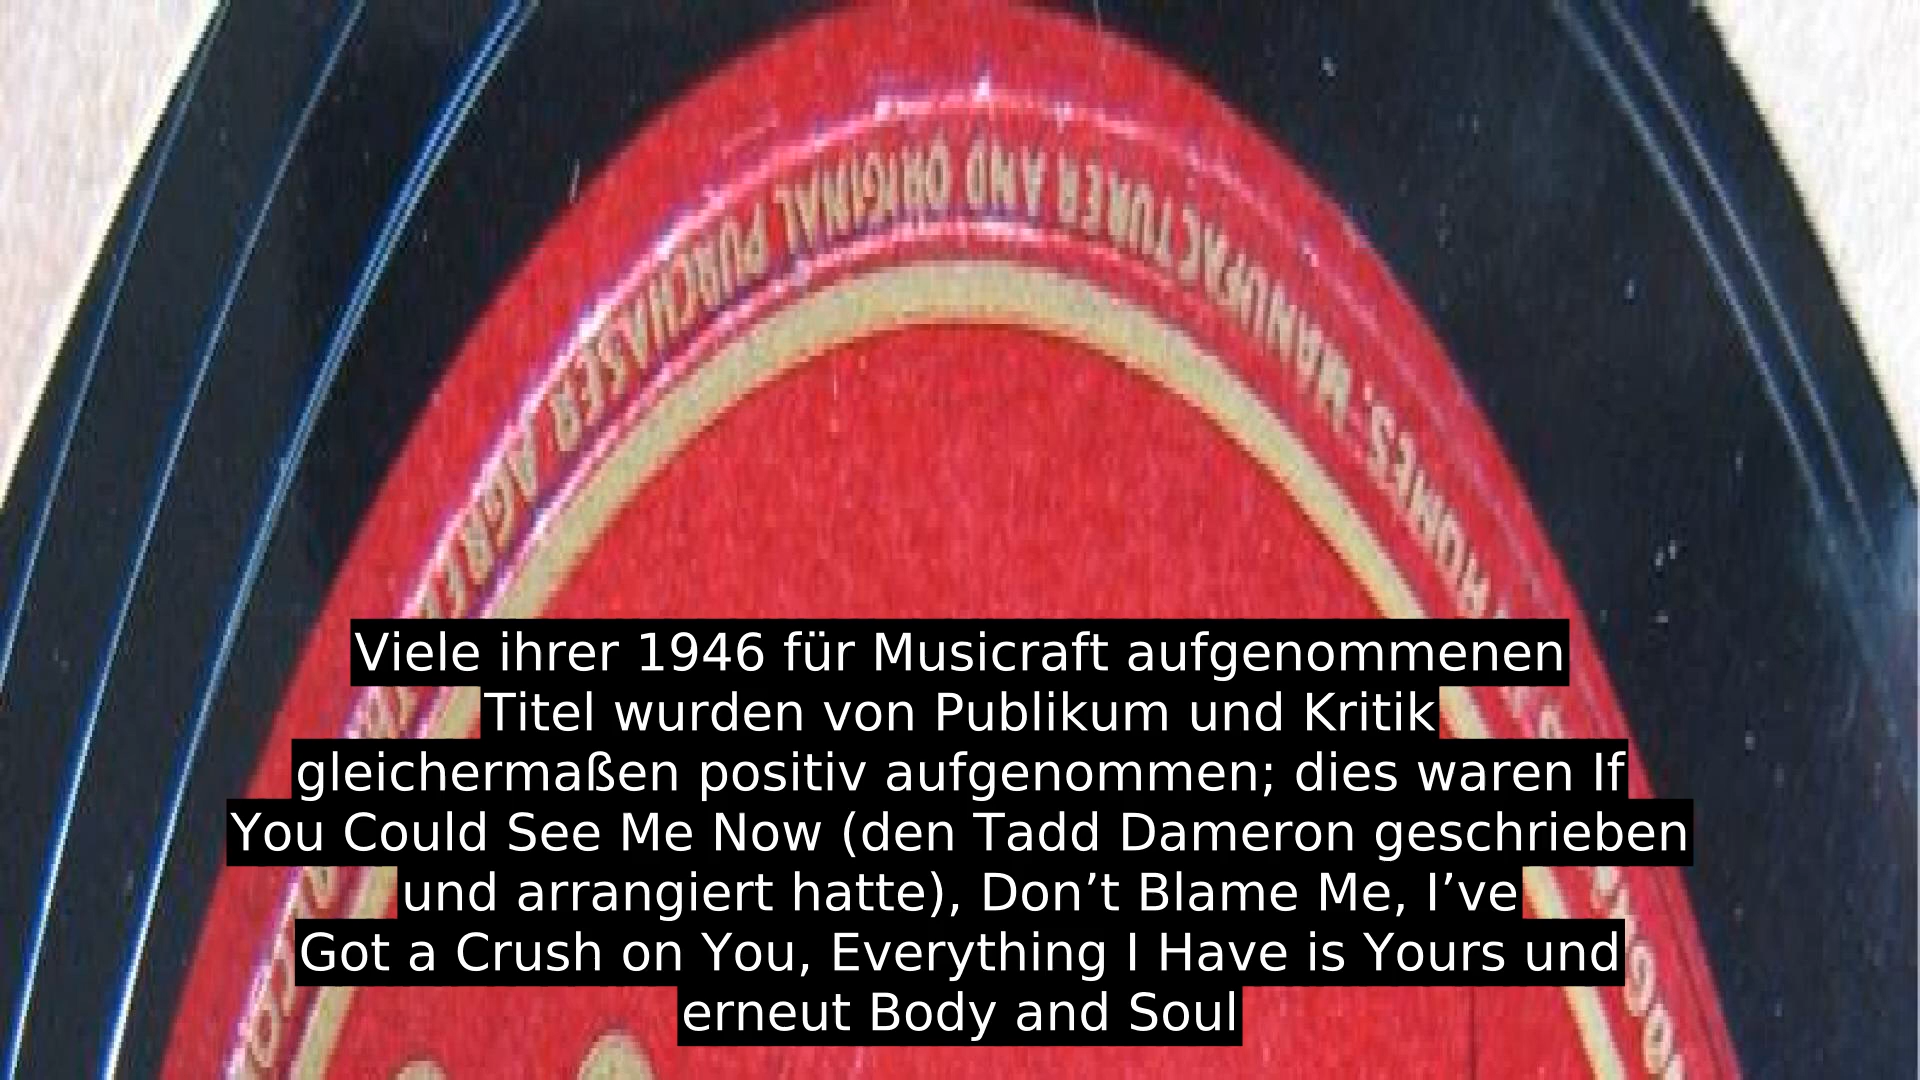 MANUFACTURER AND ORIGINAL PURCHASER
Viele ihrer 1946 für Musicraft aufgenommenen
Titel wurden von Publikum und Kritik
gleichermaßen positiv aufgenommen; dies waren If
You Could See Me Now (den Tadd Dameron geschrieben
und arrangiert hatte), Don’t Blame Me, I’ve
Got a Crush on You, Everything I Have is Yours und
erneut Body and Soul